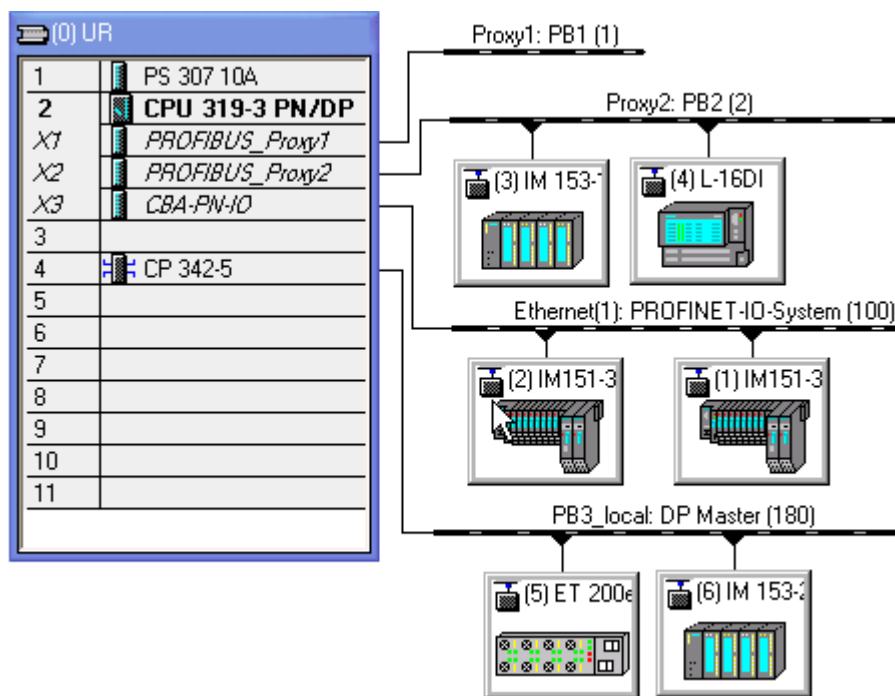 (0) UR
1 PS 307 10A
2 CPU 319-3 PN/DP
X1 PROFIBUS_Proxy1
X2 PROFIBUS_Proxy2
X3 CBA-PN-IO
3
4 CP 342-5
5
6
7
8
9
10
11
Proxy1: PB1 (1)
Proxy2: PB2 (2)
(3) IM 153-1
(4) L-16DI
Ethernet(1): PROFINET-IO-System (100)
(2) IM151-3
(1) IM151-3
PB3_local: DP Master (180)
(5) ET 200e
(6) IM 153-2